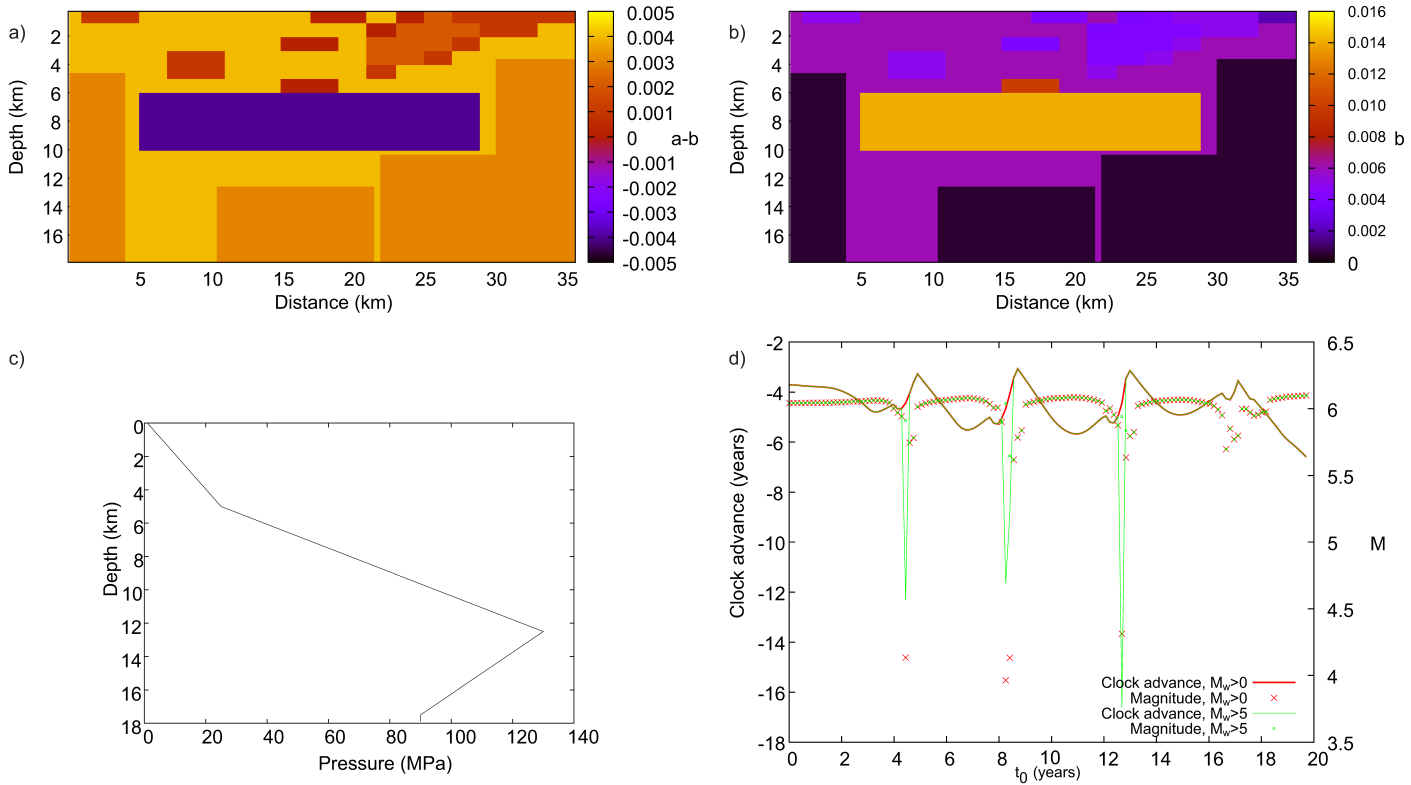 a)
2
4
6
8
10
12
14
16
Depth (km)
5 10 15 20 25 30 35
Distance (km)
0.005
0.004
0.003
0.002
0.001
0
-0.001
-0.002
-0.003
-0.004
-0.005
a-b
b)
2
4
6
8
10
12
14
16
Depth (km)
5 10 15 20 25 30 35
Distance (km)
0.016
0.014
0.012
0.010
0.008
0.006
0.004
0.002
0
b
c)
0
2
4
6
8
10
12
14
16
18
Depth (km)
0 20 40 60 80 100 120 140
Pressure (MPa)
d)
-2
-4
-6
-8
-10
-12
-14
-16
-18
Clock advance (years)
6.5
6
5.5
5
4.5
4
3.5
M
Clock advance, Mw>0
Magnitude, Mw>0
Clock advance, Mw>5
Magnitude, Mw>5
0 2 4 6 8 10 12 14 16 18 20
t0 (years)